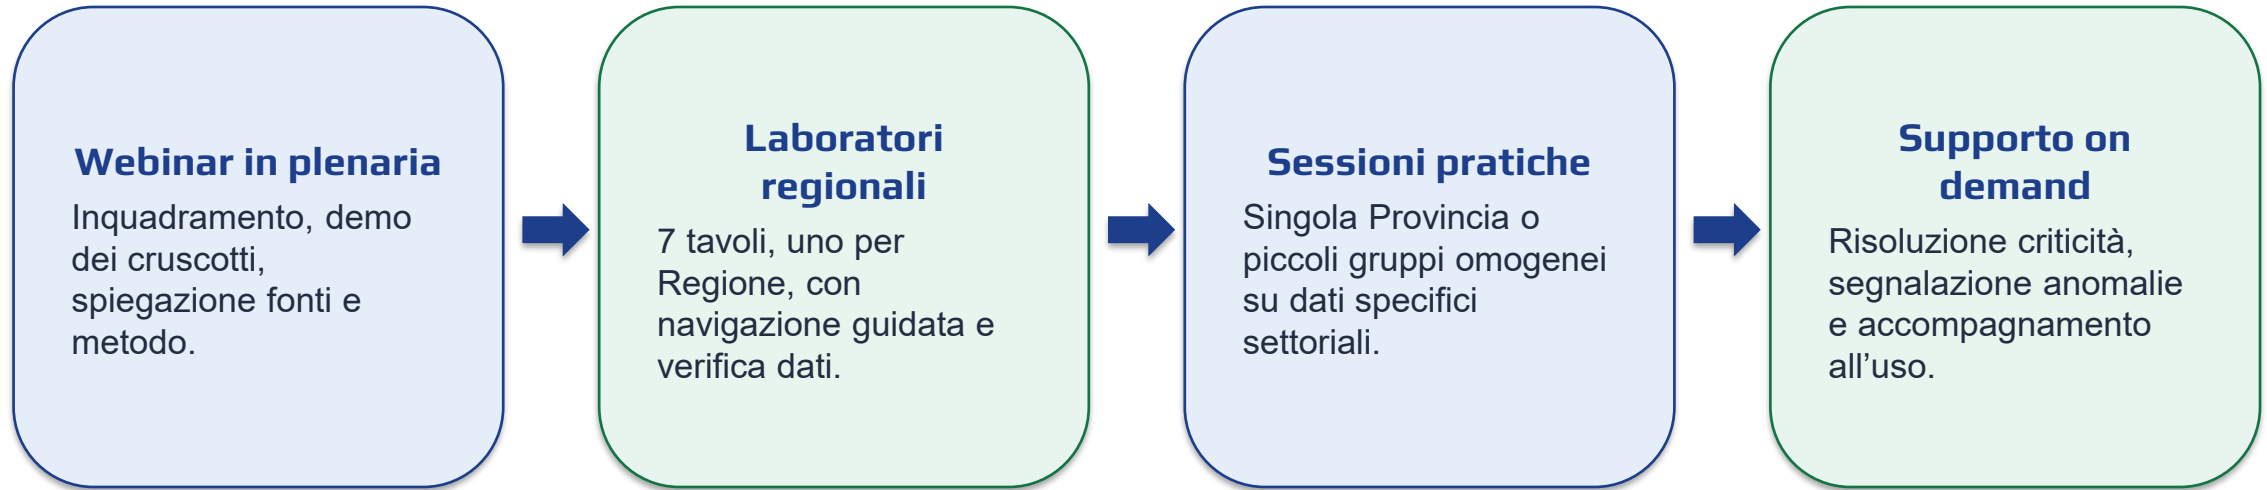 Webinar in plenaria
Inquadramento, demo
dei cruscotti,
spiegazione fonti e
metodo.
Laboratori
regionali
7 tavoli, uno per
Regione, con
navigazione guidata e
verifica dati.
Sessioni pratiche
Singola Provincia o
piccoli gruppi omogenei
su dati specifici
settoriali.
Supporto on
demand
Risoluzione criticità,
segnalazione anomalie
e accompagnamento
all’uso.